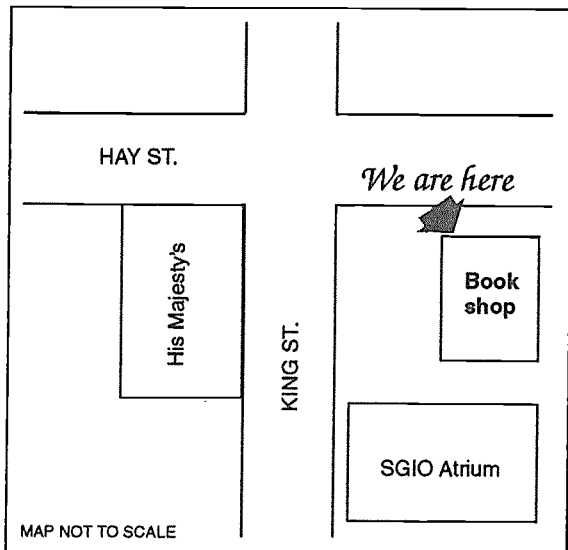 HAY ST.
We are here
His Majesty's
KING ST.
Book
shop
SGIO Atrium
MAP NOT TO SCALE